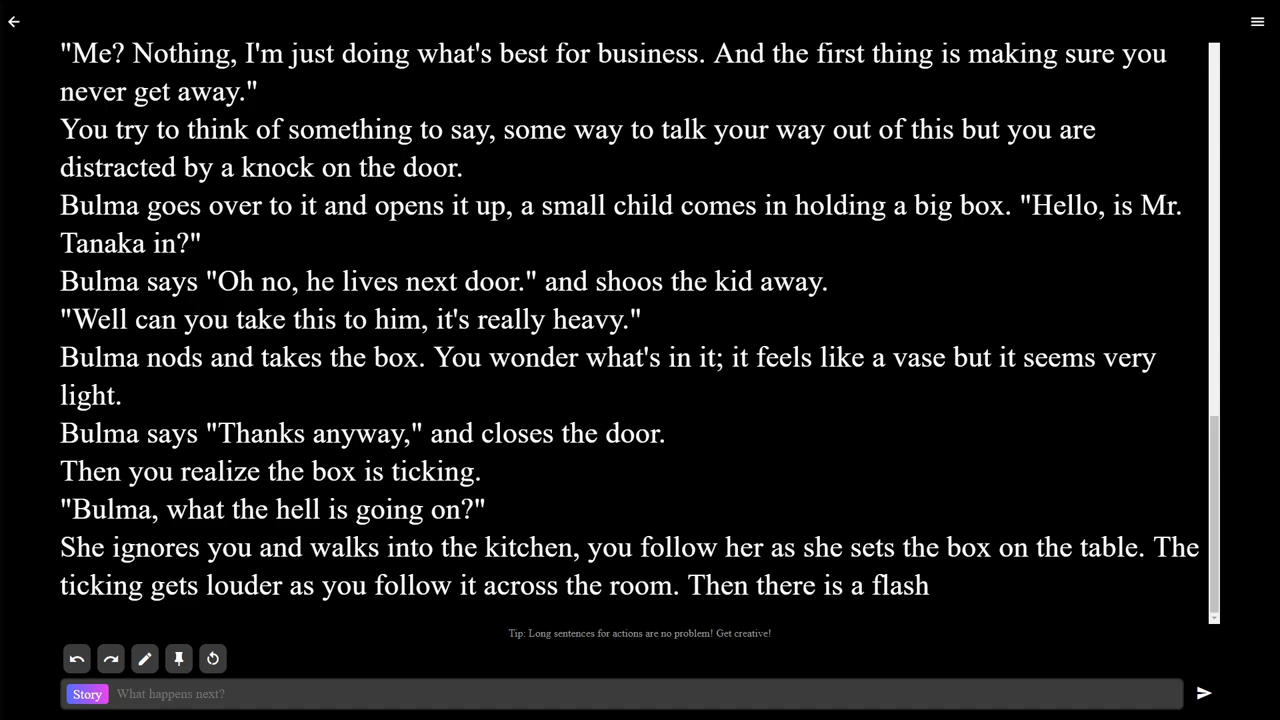 "Me? Nothing, I'm just doing what's best for business. And the first thing is making sure you
never get away."
You try to think of something to say, some way to talk your way out of this but you are
distracted by a knock on the door.
Bulma goes over to it and opens it up, a small child comes in holding a big box. "Hello, is Mr.
Tanaka in?"
Bulma says "Oh no, he lives next door." and shoos the kid away.
"Well can you take this to him, it's really heavy."
Bulma nods and takes the box. You wonder what's in it; it feels like a vase but it seems very
light.
Bulma says "Thanks anyway," and closes the door.
Then you realize the box is ticking.
"Bulma, what the hell is going on?"
She ignores you and walks into the kitchen, you follow her as she sets the box on the table. The
ticking gets louder as you follow it across the room. Then there is a flash
Tip: Long sentences for actions are no problem! Get creative!
Story What happens next?